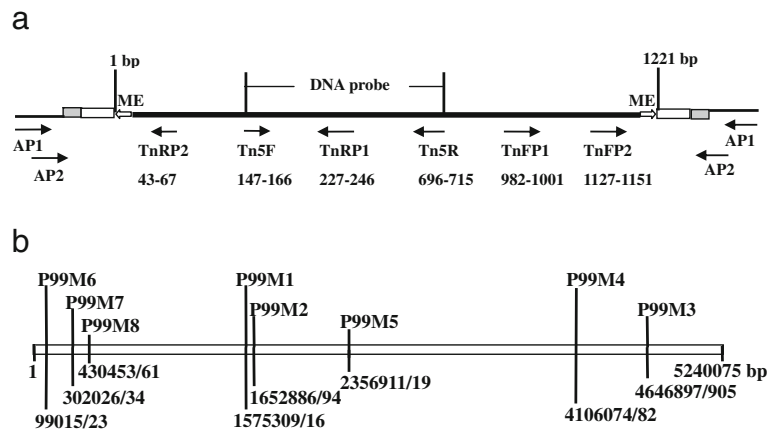 a
1 bp
DNA probe
1221 bp
ME
ME
AP1
AP2
TnRP2
Tn5F
TnRP1
Tn5R
TnFP1
TnFP2
AP1
AP2
43-67
147-166
227-246
696-715
982-1001
1127-1151
b
P99M6
P99M1
P99M4
P99M7
P99M2
P99M3
P99M8
P99M5
1
430453/61
2356911/19
5240075 bp
302026/34
1652886/94
4646897/905
99015/23
1575309/16
4106074/82